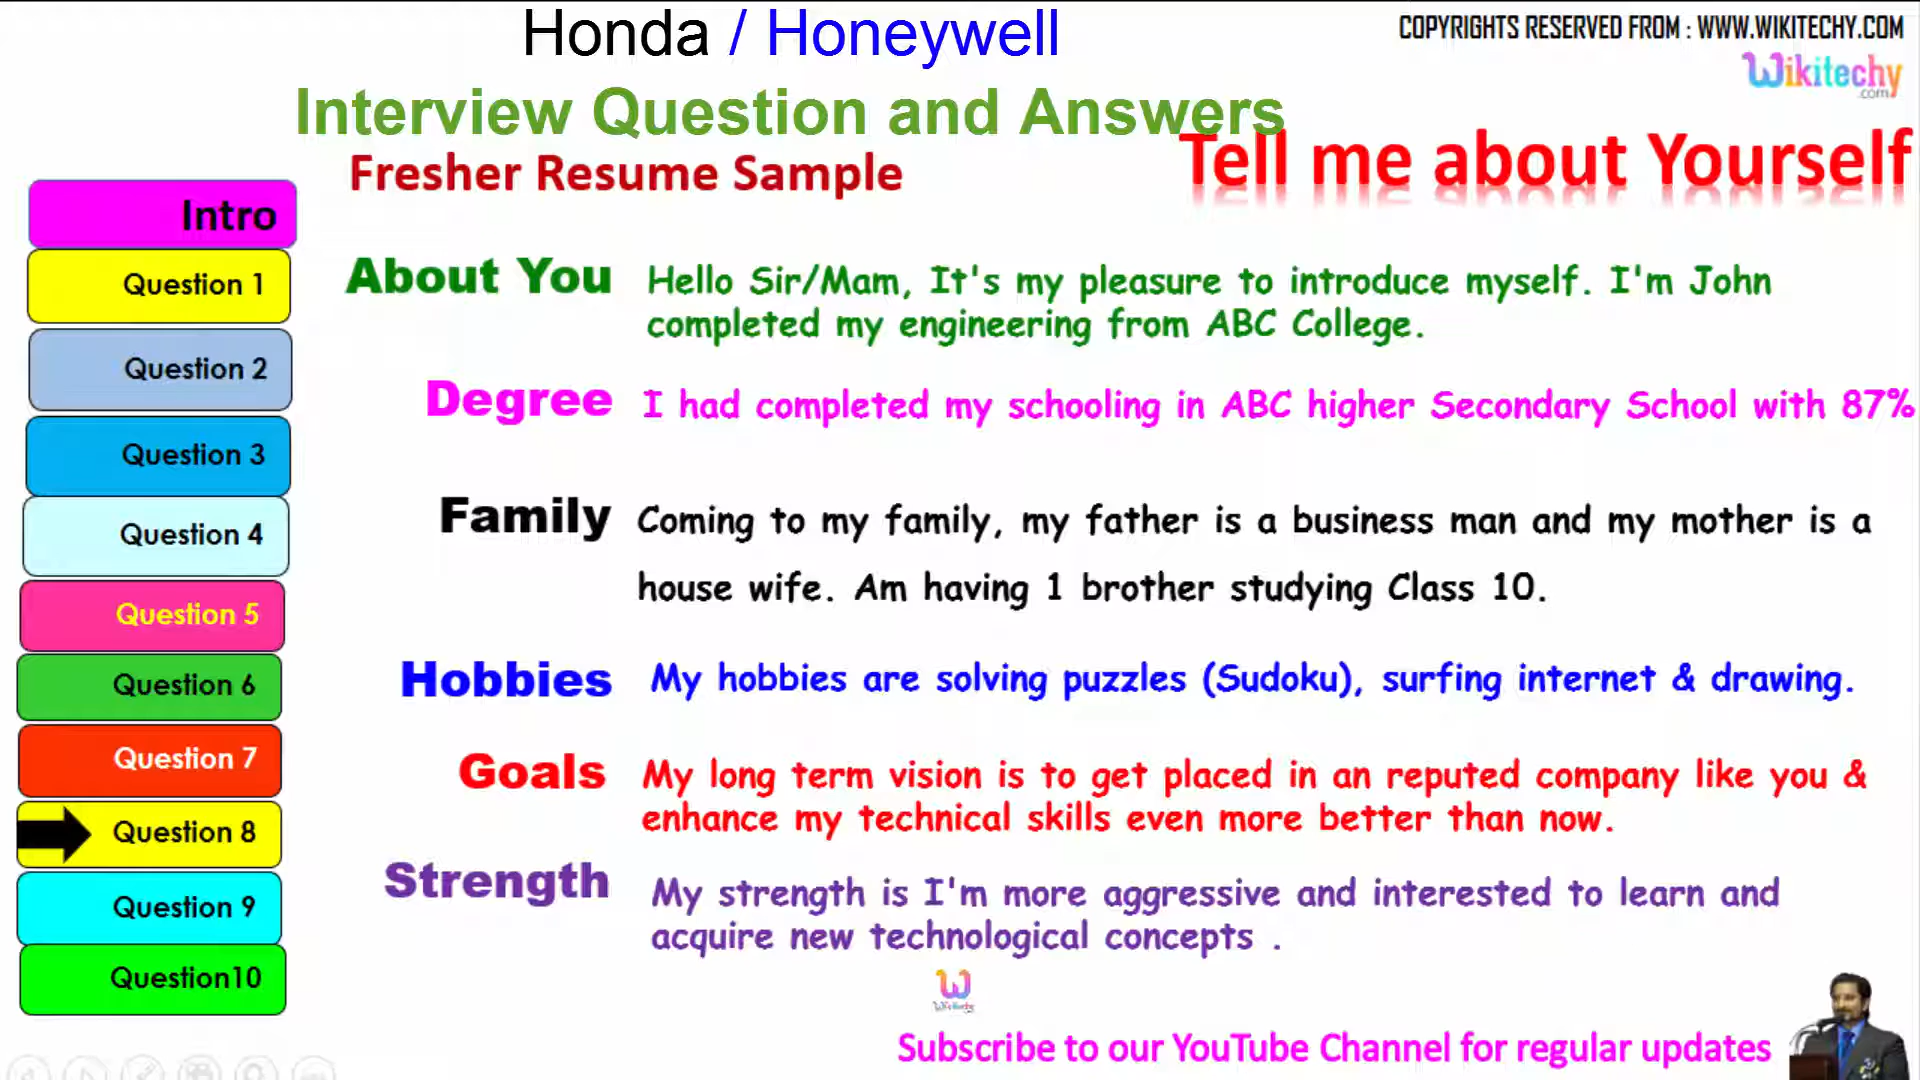 Honda / Honeywell
COPYRIGHTS RESERVED FROM : WWW.WIKITECHY.COM
Wikitechy
.com
Interview Question and Answers
Fresher Resume Sample
Tell me about Yourself
Intro
Question 1
Question 2
Question 3
Question 4
Question 5
Question 6
Question 7
Question 8
Question 9
Question10
About You
Hello Sir/Mam, It's my pleasure to introduce myself. I'm John
completed my engineering from ABC College.
Degree
I had completed my schooling in ABC higher Secondary School with 87%
Family
Coming to my family, my father is a business man and my mother is a
house wife. Am having 1 brother studying Class 10.
Hobbies
My hobbies are solving puzzles (Sudoku), surfing internet & drawing.
Goals
My long term vision is to get placed in an reputed company like you &
enhance my technical skills even more better than now.
Strength
My strength is I'm more aggressive and interested to learn and
acquire new technological concepts .
Wikitechy
Subscribe to our YouTube Channel for regular updates